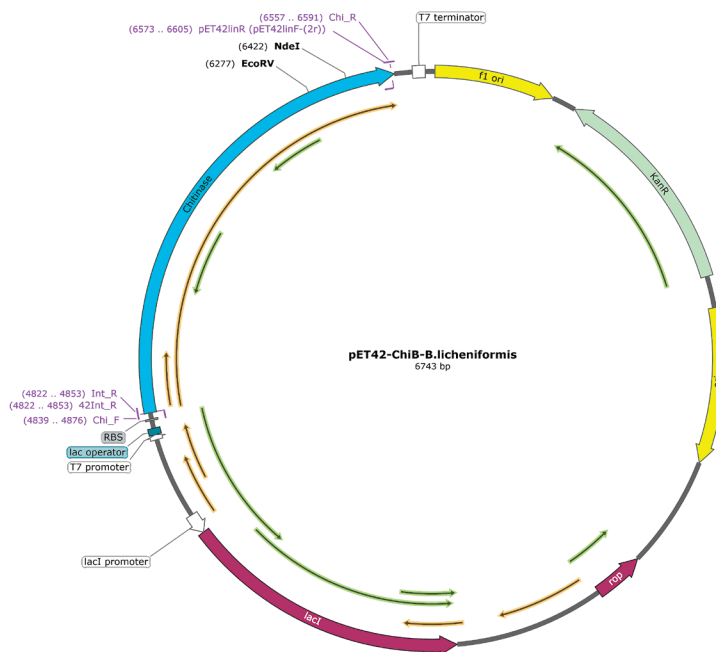 (6557 .. 6591) Chi_R
(6573 .. 6605) pET42linR (pET42linF-(2r))
T7 terminator
(6422) NdeI
(6277) EcoRV
f1 ori
KanR
Chitinase
pET42-ChiB-B.licheniformis
6743 bp
(4822 .. 4853) Int_R
(4822 .. 4853) 42Int_R
(4839 .. 4876) Chi_F
RBS
lac operator
T7 promoter
lacI promoter
lacI
rop